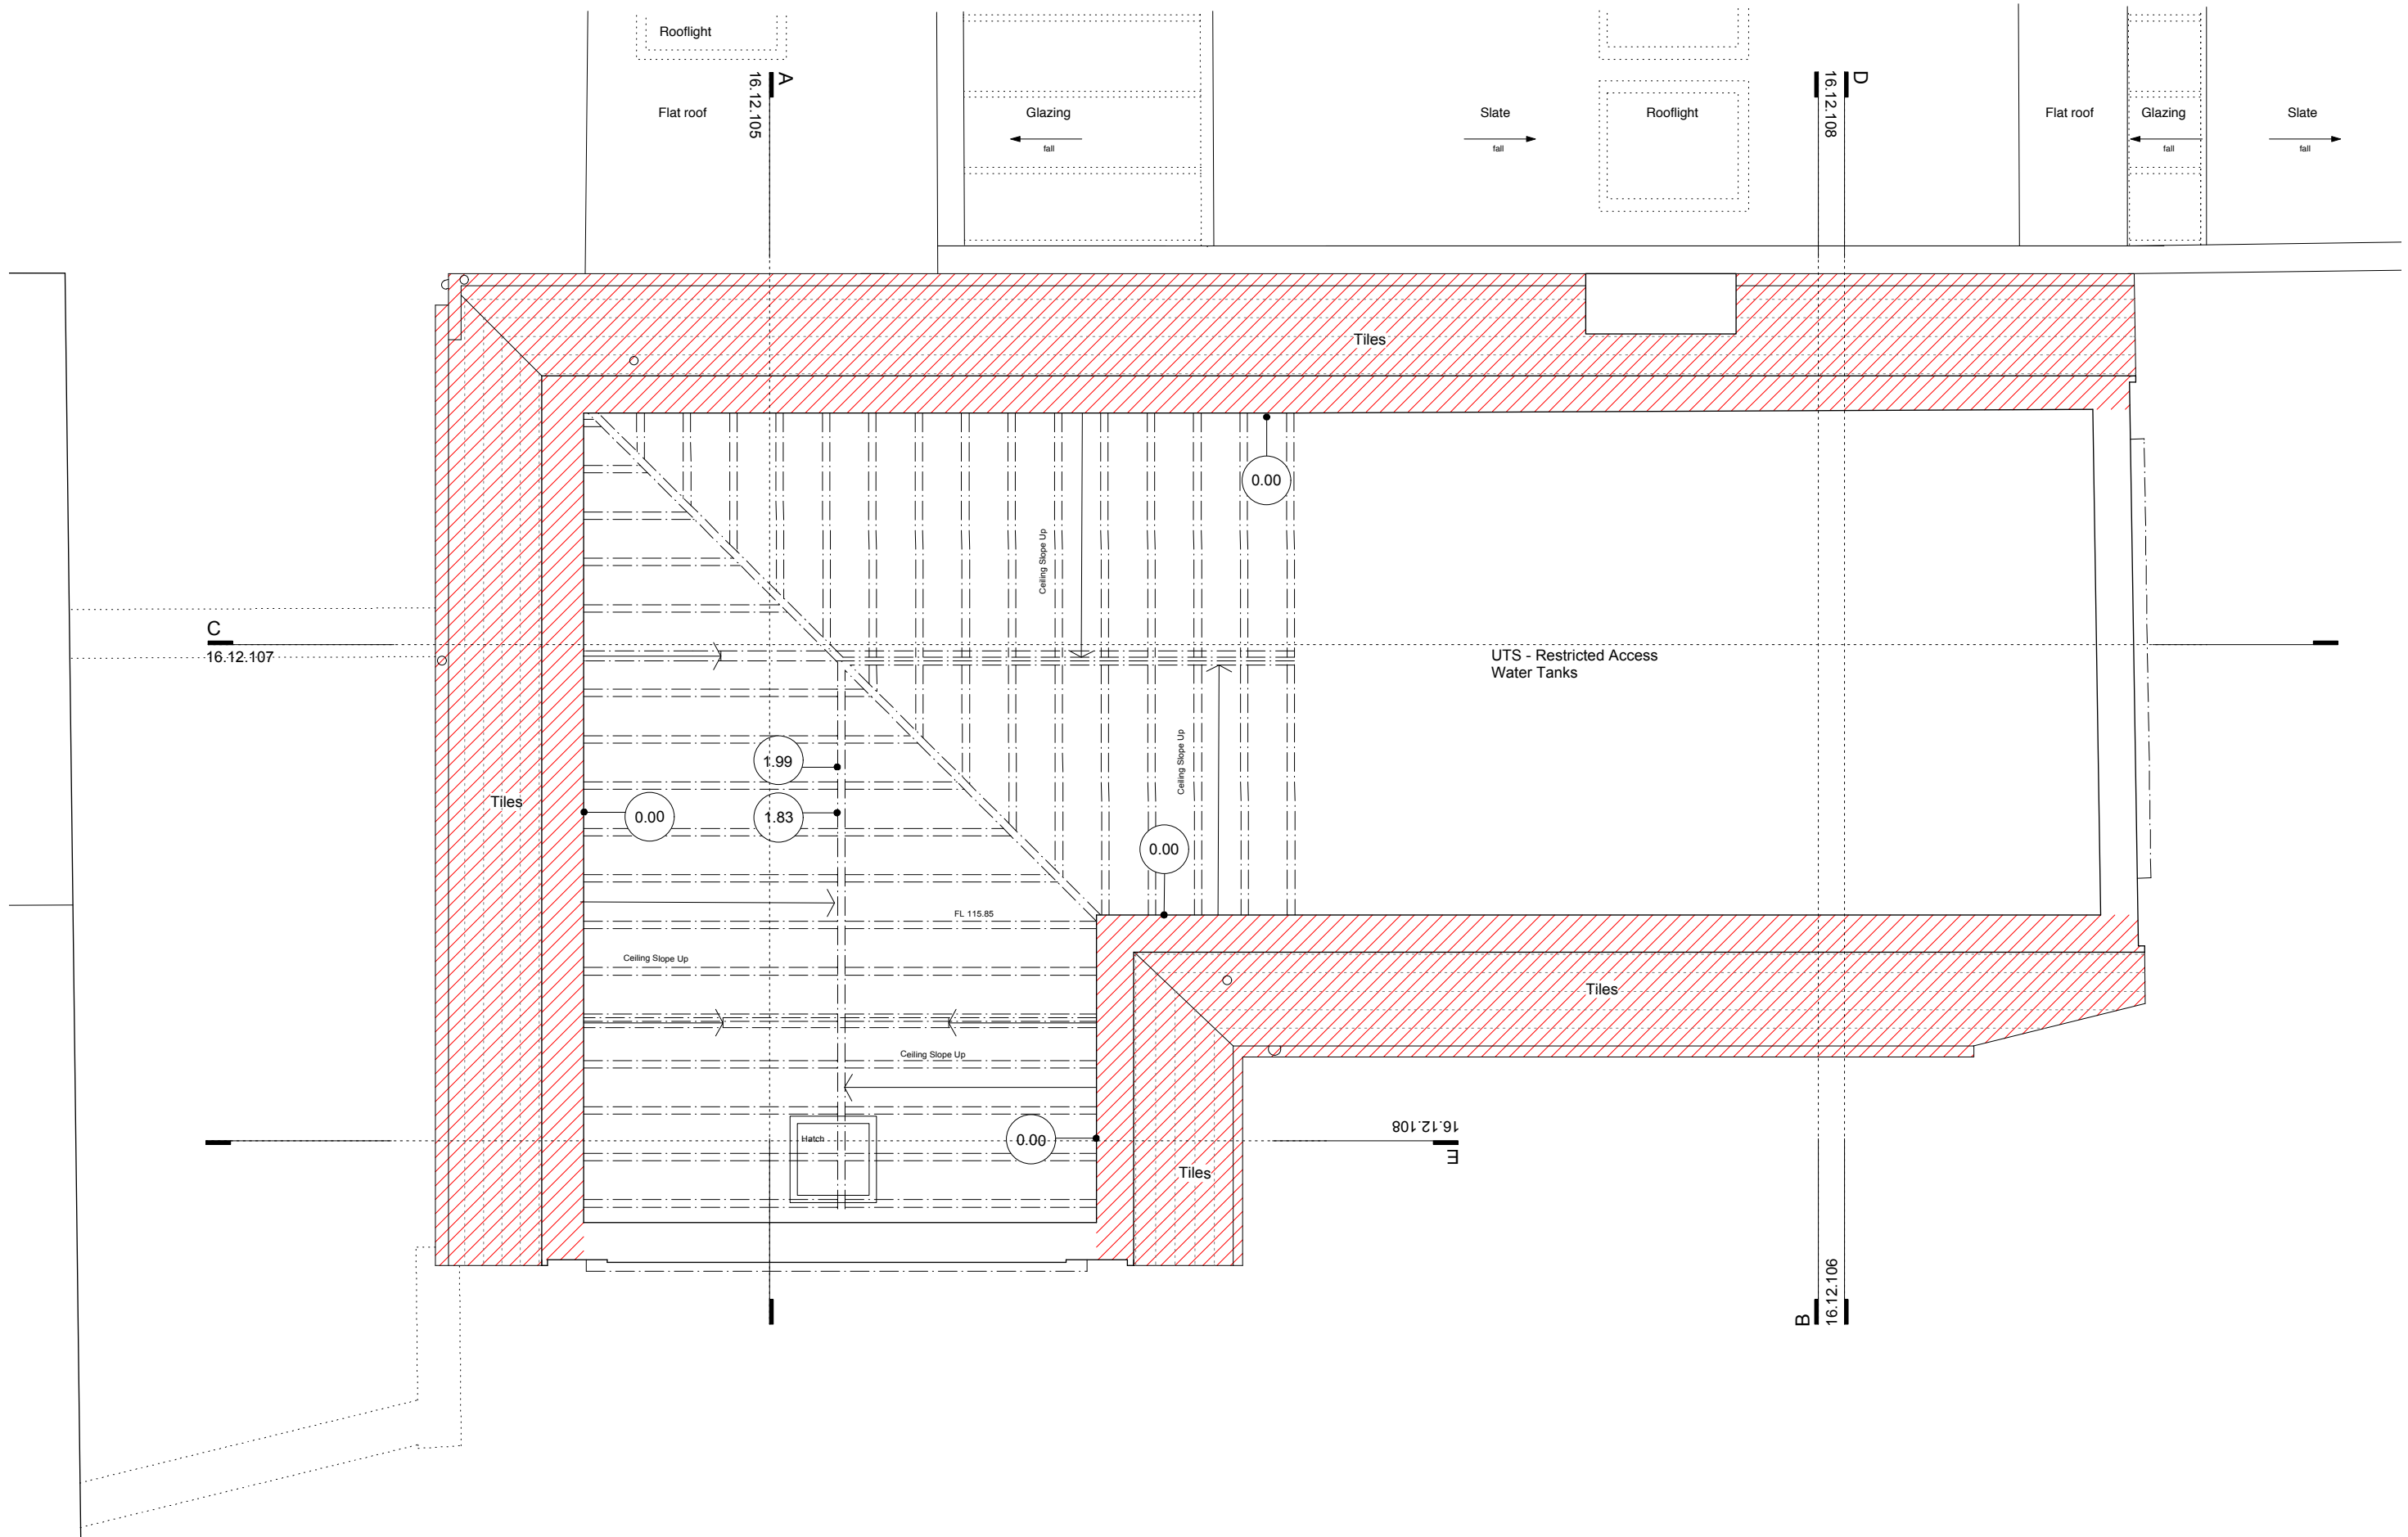 Rooflight
A
16.12.105
Flat roof
Glazing
fall
Slate
fall
Rooflight
D
16.12.108
Flat roof
Glazing
fall
Slate
fall
Tiles
0.00
Ceiling Slope Up
C
16.12.107
UTS - Restricted Access
Water Tanks
Ceiling Slope Up
1.99
Tiles
0.00
1.83
0.00
FL 115.85
Ceiling Slope Up
Tiles
Ceiling Slope Up
Hatch
0.00
16.12.108
E
Tiles
B
16.12.106